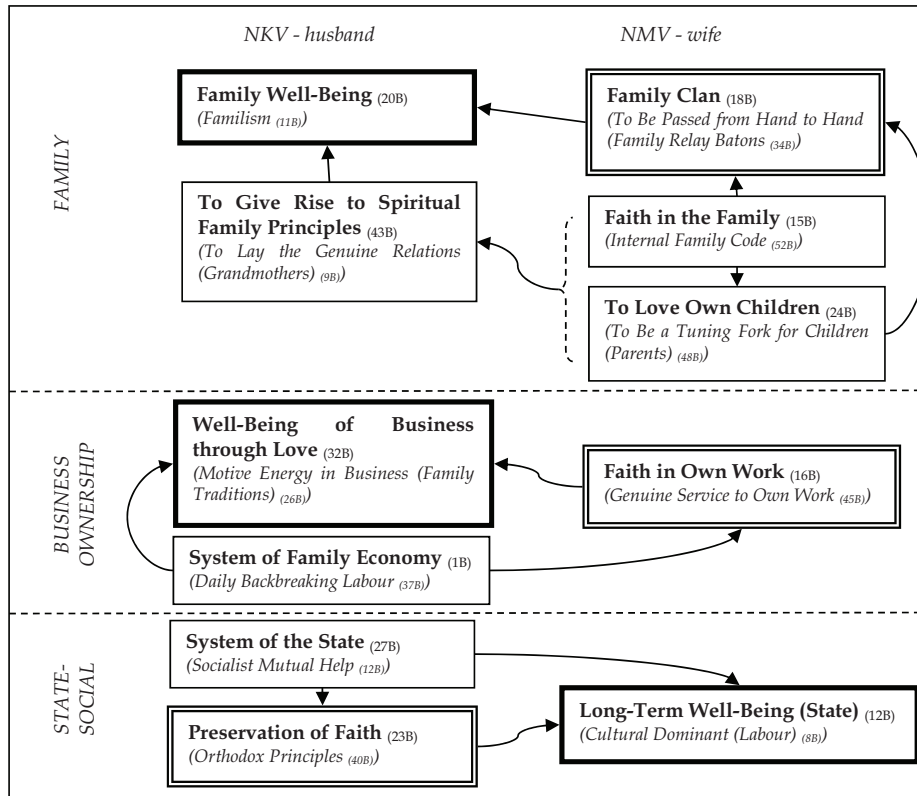 NKV - husband
NMV - wife
FAMILY
Family Well-Being (20B)
(Familism (11B))
Family Clan (18B)
(To Be Passed from Hand to Hand
(Family Relay Batons (34B))
To Give Rise to Spiritual
Family Principles (43B)
(To Lay the Genuine Relations
(Grandmothers) (9B))
Faith in the Family (15B)
(Internal Family Code (52B))
To Love Own Children (24B)
(To Be a Tuning Fork for Children
(Parents) (48B))
BUSINESS
OWNERSHIP
Well-Being of Business
through Love (32B)
(Motive Energy in Business (Family
Traditions) (26B))
Faith in Own Work (16B)
(Genuine Service to Own Work (45B))
System of Family Economy (1B)
(Daily Backbreaking Labour (37B))
STATE-
SOCIAL
System of the State (27B)
(Socialist Mutual Help (12B))
Preservation of Faith (23B)
(Orthodox Principles (40B))
Long-Term Well-Being (State) (12B)
(Cultural Dominant (Labour) (8B))